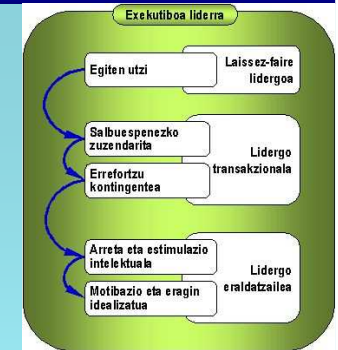 Exekutiboa liderra
Egiten utzi
Laissez-faire
lidergoa
Salbuespenezko
zuzendarita
Errefortzu
kontingentea
Lidergo
transakzionala
Arreta eta estimulazio
intelektuala
Motibazio eta eragin
idealizatua
Lidergo
eraldatzailea